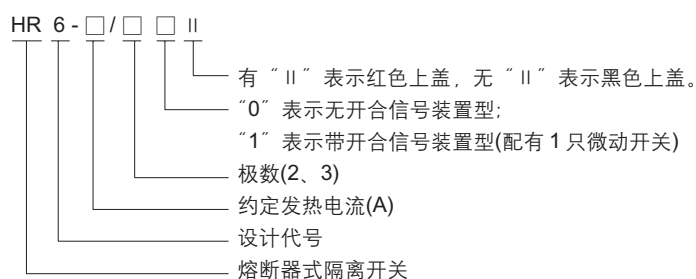 HR 6 - □ / □ □ II
有“II”表示红色上盖，无“II”表示黑色上盖。
“0”表示无开合信号装置型;
“1”表示带开合信号装置型(配有 1 只微动开关)
极数(2、3)
约定发热电流(A)
设计代号
熔断器式隔离开关